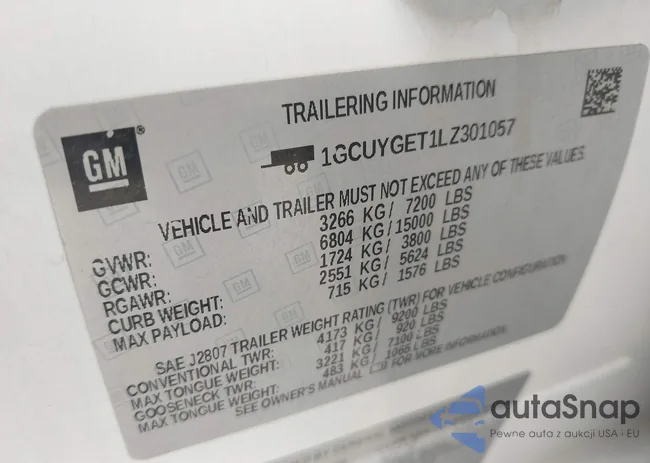 GM
TRAILERING INFORMATION
1GCUYGET1LZ301057
VEHICLE AND TRAILER MUST NOT EXCEED ANY OF THESE VALUES.
GVWR: 3266 KG/ 7200 LBS
GCWR: 6804 KG/ 15000 LBS
RGAWR: 1724 KG/ 3800 LBS
CURB WEIGHT: 2551 KG/ 5624 LBS
MAX PAYLOAD: 715 KG/ 1576 LBS
SAE J2807 TRAILER WEIGHT RATING (TWR) FOR VEHICLE CONFIGURATION
CONVENTIONAL TWR: 4173 KG/ 9200 LBS
MAX TONGUE WEIGHT: 417 KG/ 920 LBS
GOOSENECK TWR: 3221 KG/ 7100 LBS
MAX TONGUE WEIGHT: 483 KG/ 1065 LBS
SEE OWNER'S MANUAL FOR MORE INFORMATION
autaSnap
Pewne auta z aukcji USA i EU